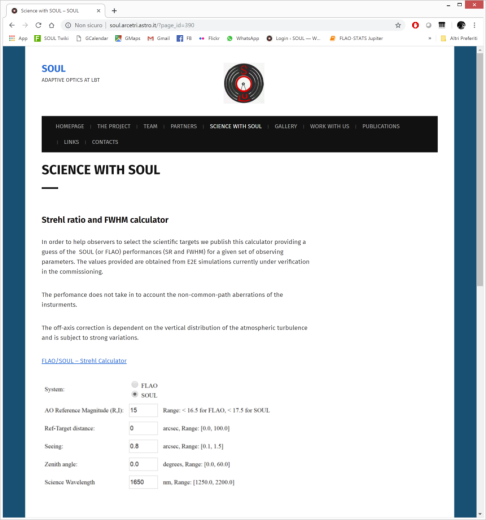 Science with SOUL – SOUL
Non sicuro | soul.arcetri.astro.it/?page_id=390
App SOUL Twiki GCalendar GMaps Gmail FB Flickr WhatsApp Login - SOUL — W... FLAO-STATS Jupiter » Altri Preferiti
SOUL
ADAPTIVE OPTICS AT LBT
HOMEPAGE THE PROJECT TEAM PARTNERS SCIENCE WITH SOUL GALLERY WORK WITH US PUBLICATIONS
LINKS CONTACTS
SCIENCE WITH SOUL
Strehl ratio and FWHM calculator
In order to help observers to select the scientific targets we publish this calculator providing a
guess of the SOUL (or FLAO) performances (SR and FWHM) for a given set of observing
parameters. The values provided are obtained from E2E simulations currently under verification
in the commissioning.
The perfomance does not take in to account the non-common-path aberrations of the
insturments.
The off-axis correction is dependent on the vertical distribution of the atmospheric turbulence
and is subject to strong variations.
FLAO/SOUL – Strehl Calculator
System: FLAO
SOUL
AO Reference Magnitude (R,I): 15 Range: < 16.5 for FLAO, < 17.5 for SOUL
Ref-Target distance: 0 arcsec, Range: [0.0, 100.0]
Seeing: 0.8 arcsec, Range: [0.1, 1.5]
Zenith angle: 0.0 degrees, Range: [0.0, 60.0]
Science Wavelength 1650 nm, Range: [1250.0, 2200.0]